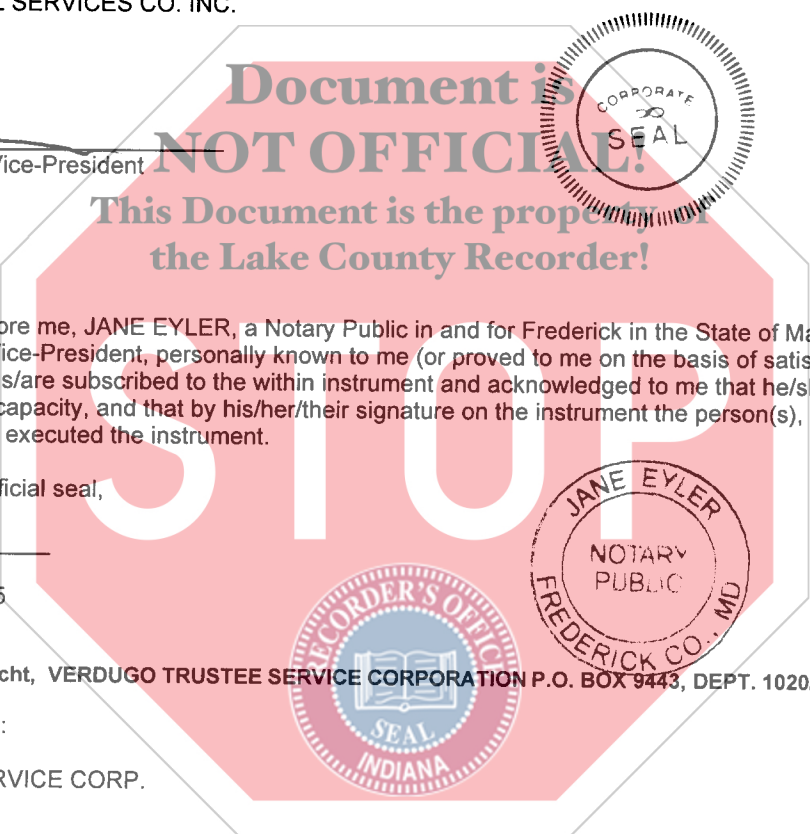 L SERVICES CO. INC.
Document is
CORPORATE
SEAL
NOT OFFICIAL!
Vice-President
This Document is the property of
the Lake County Recorder!
STOP
ore me, JANE EYLER, a Notary Public in and for Frederick in the State of Ma
ice-President, personally known to me (or proved to me on the basis of satis
s/are subscribed to the within instrument and acknowledged to me that he/s
capacity, and that by his/her/their signature on the instrument the person(s),
executed the instrument.
ficial seal,
JANE EYLER
NOTARY
PUBLIC
FREDERICK CO., MD
5
RECORDER'S OFFICE
cht, VERDUGO TRUSTEE SERVICE CORPORATION P.O. BOX 9443, DEPT. 1020
:
SEAL
INDIANA
RVICE CORP.